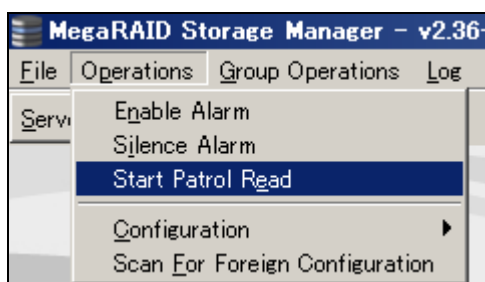 MegaRAID Storage Manager - v2.36
File Operations Group Operations Log
Enable Alarm
Silence Alarm
Start Patrol Read
Configuration
Scan For Foreign Configuration